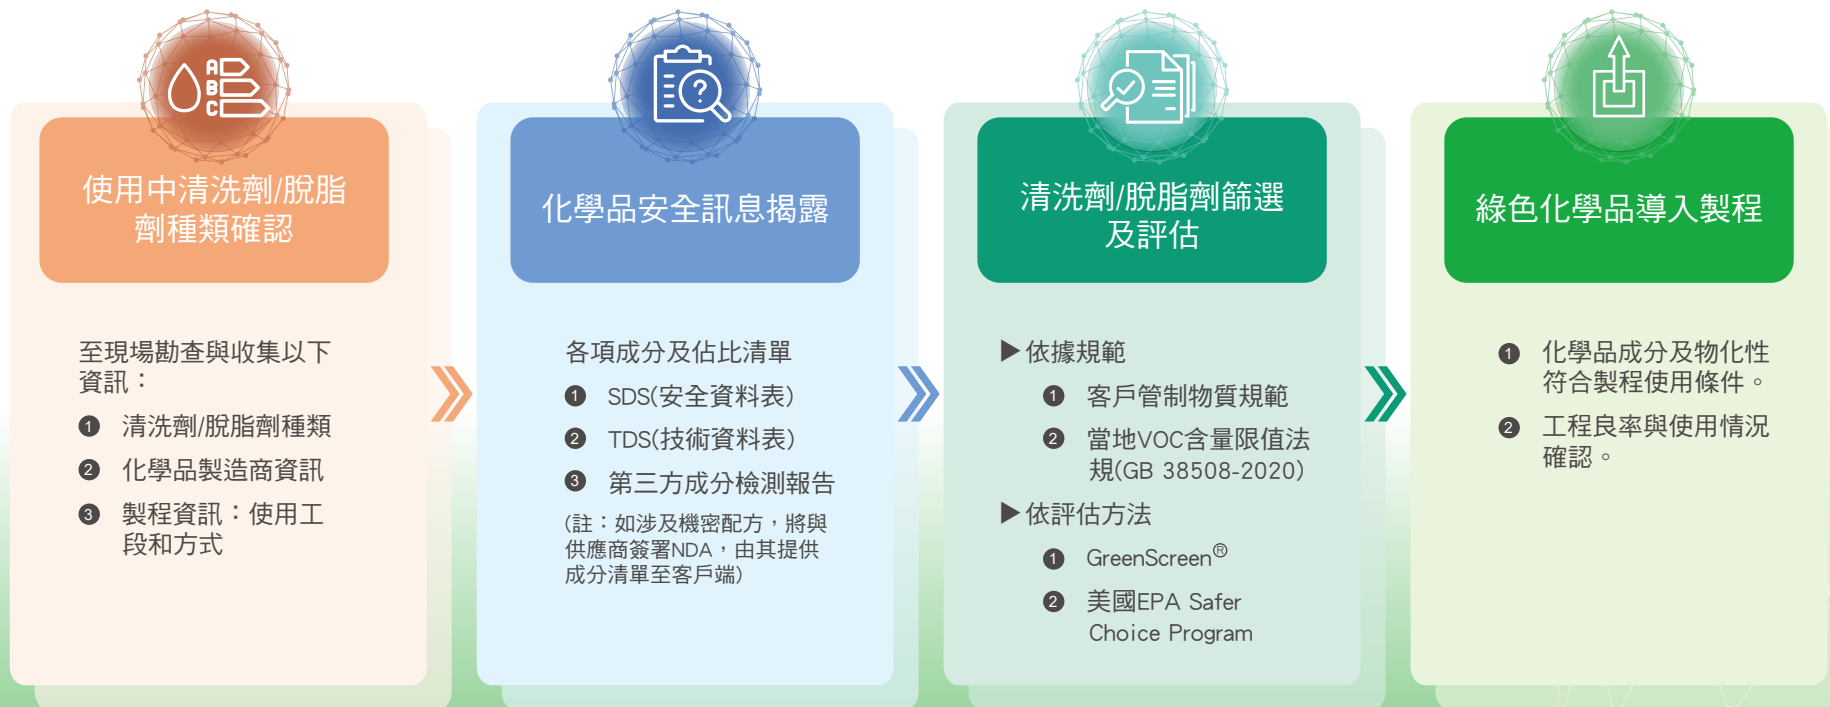 A
B
C
使用中清洗劑/脫脂
劑種類確認
至現場勘查與收集以下
資訊：
1 清洗劑/脫脂劑種類
2 化學品製造商資訊
3 製程資訊：使用工
段和方式
?
化學品安全訊息揭露
各項成分及佔比清單
1 SDS(安全資料表)
2 TDS(技術資料表)
3 第三方成分檢測報告
(註：如涉及機密配方，將與
供應商簽署NDA，由其提供
成分清單至客戶端)
清洗劑/脫脂劑篩選
及評估
▶依據規範
1 客戶管制物質規範
2 當地VOC含量限值法
規(GB 38508-2020)
▶依評估方法
1 GreenScreen®
2 美國EPA Safer
Choice Program
綠色化學品導入製程
1 化學品成分及物化性
符合製程使用條件。
2 工程良率與使用情況
確認。